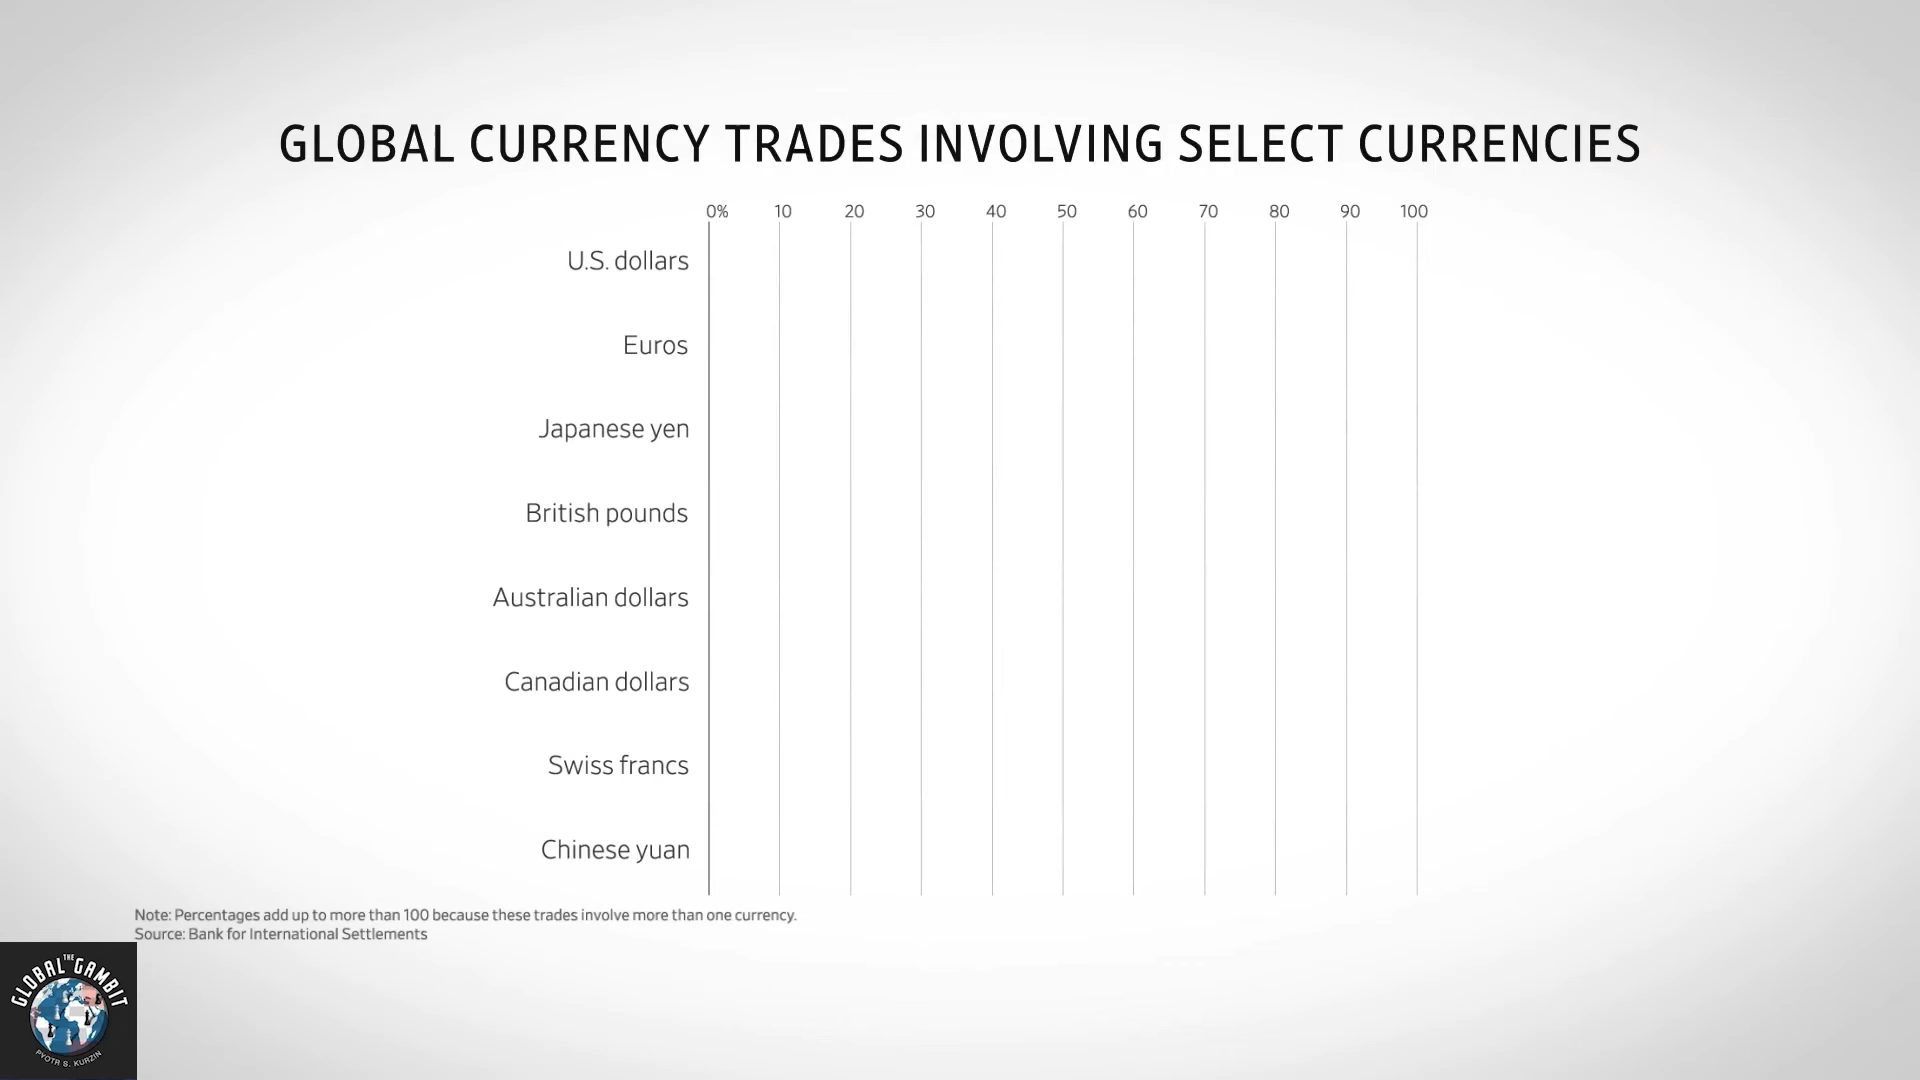 GLOBAL CURRENCY TRADES INVOLVING SELECT CURRENCIES
0% 10 20 30 40 50 60 70 80 90 100
U.S. dollars
Euros
Japanese yen
British pounds
Australian dollars
Canadian dollars
Swiss francs
Chinese yuan
Note: Percentages add up to more than 100 because these trades involve more than one currency.
Source: Bank for International Settlements
THE
GLOBAL GAMBIT
PYOTR S. KURZIN